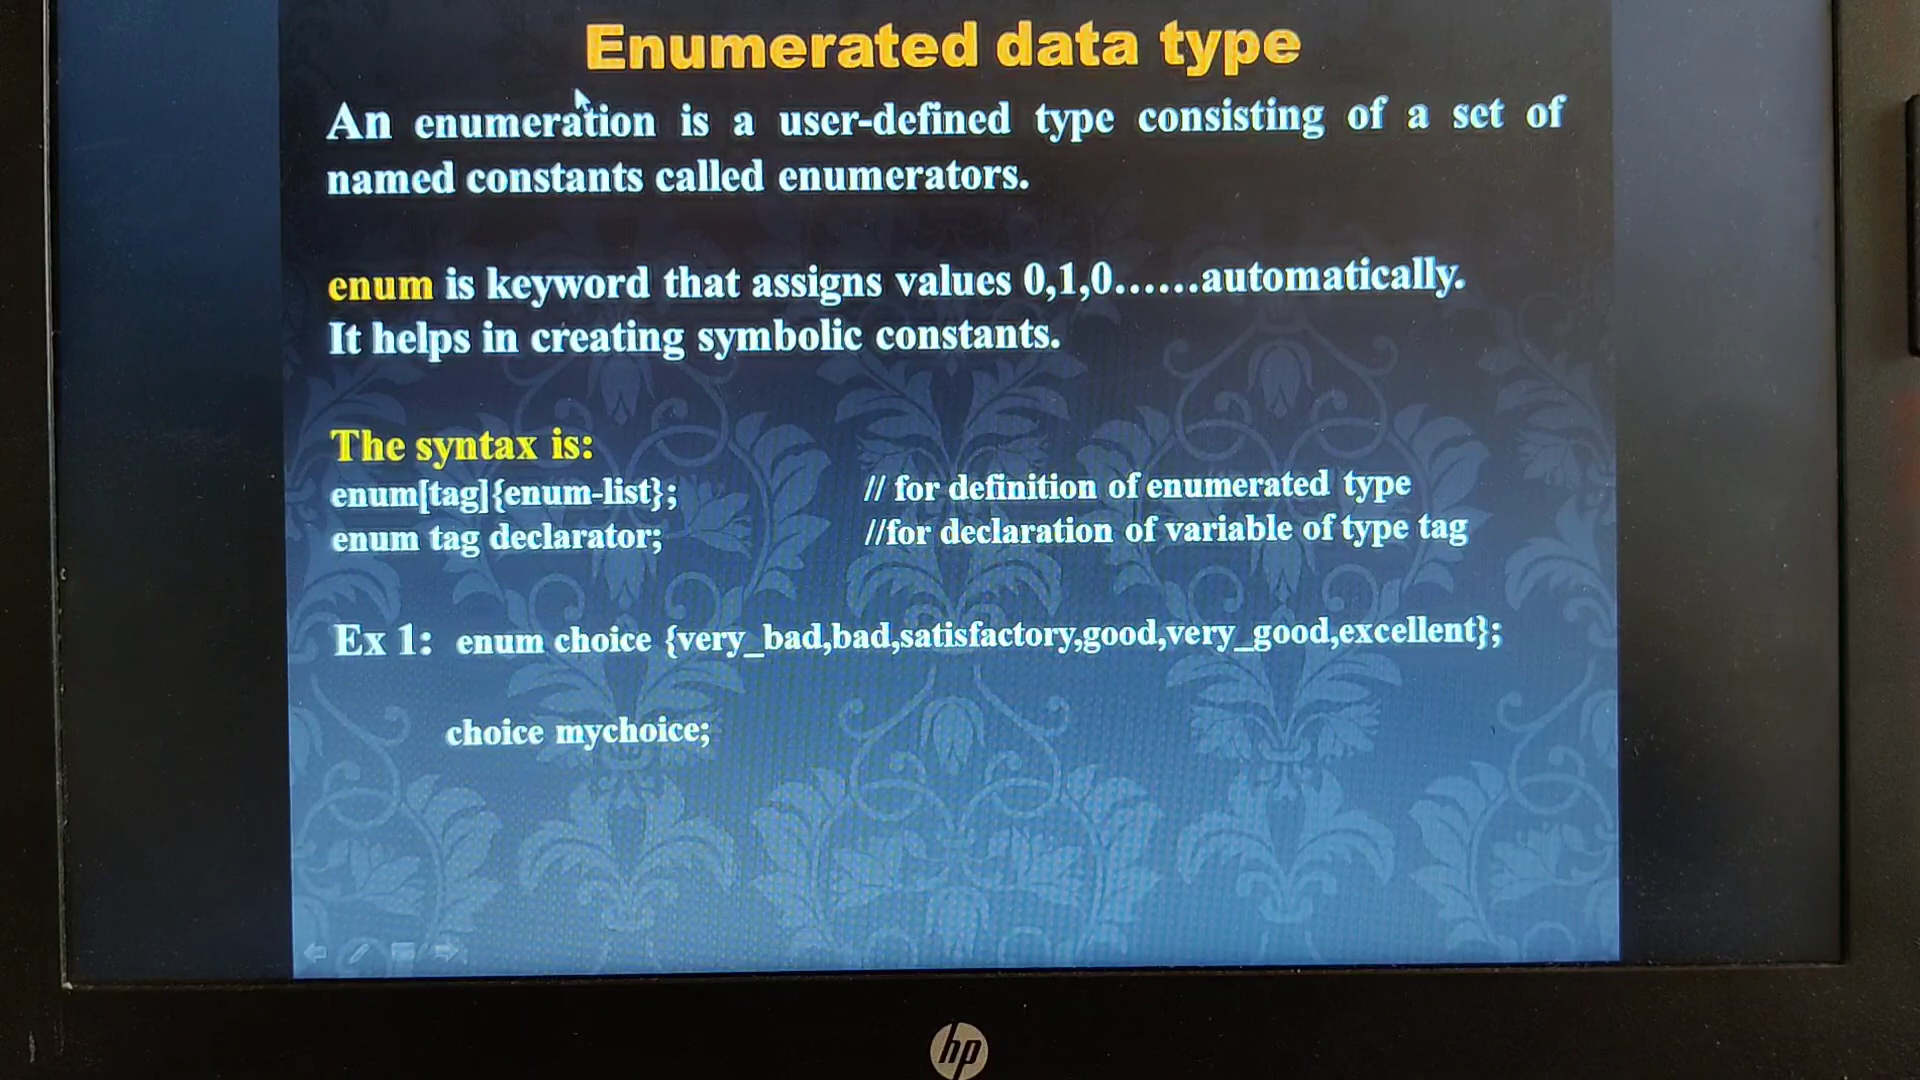 Enumerated data type
An enumeration is a user-defined type consisting of a set of
named constants called enumerators.
enum is keyword that assigns values 0,1,0......automatically.
It helps in creating symbolic constants.
The syntax is:
enum[tag]{enum-list}; // for definition of enumerated type
enum tag declarator; //for declaration of variable of type tag
Ex 1: enum choice {very_bad,bad,satisfactory,good,very_good,excellent};
choice mychoice;
hp